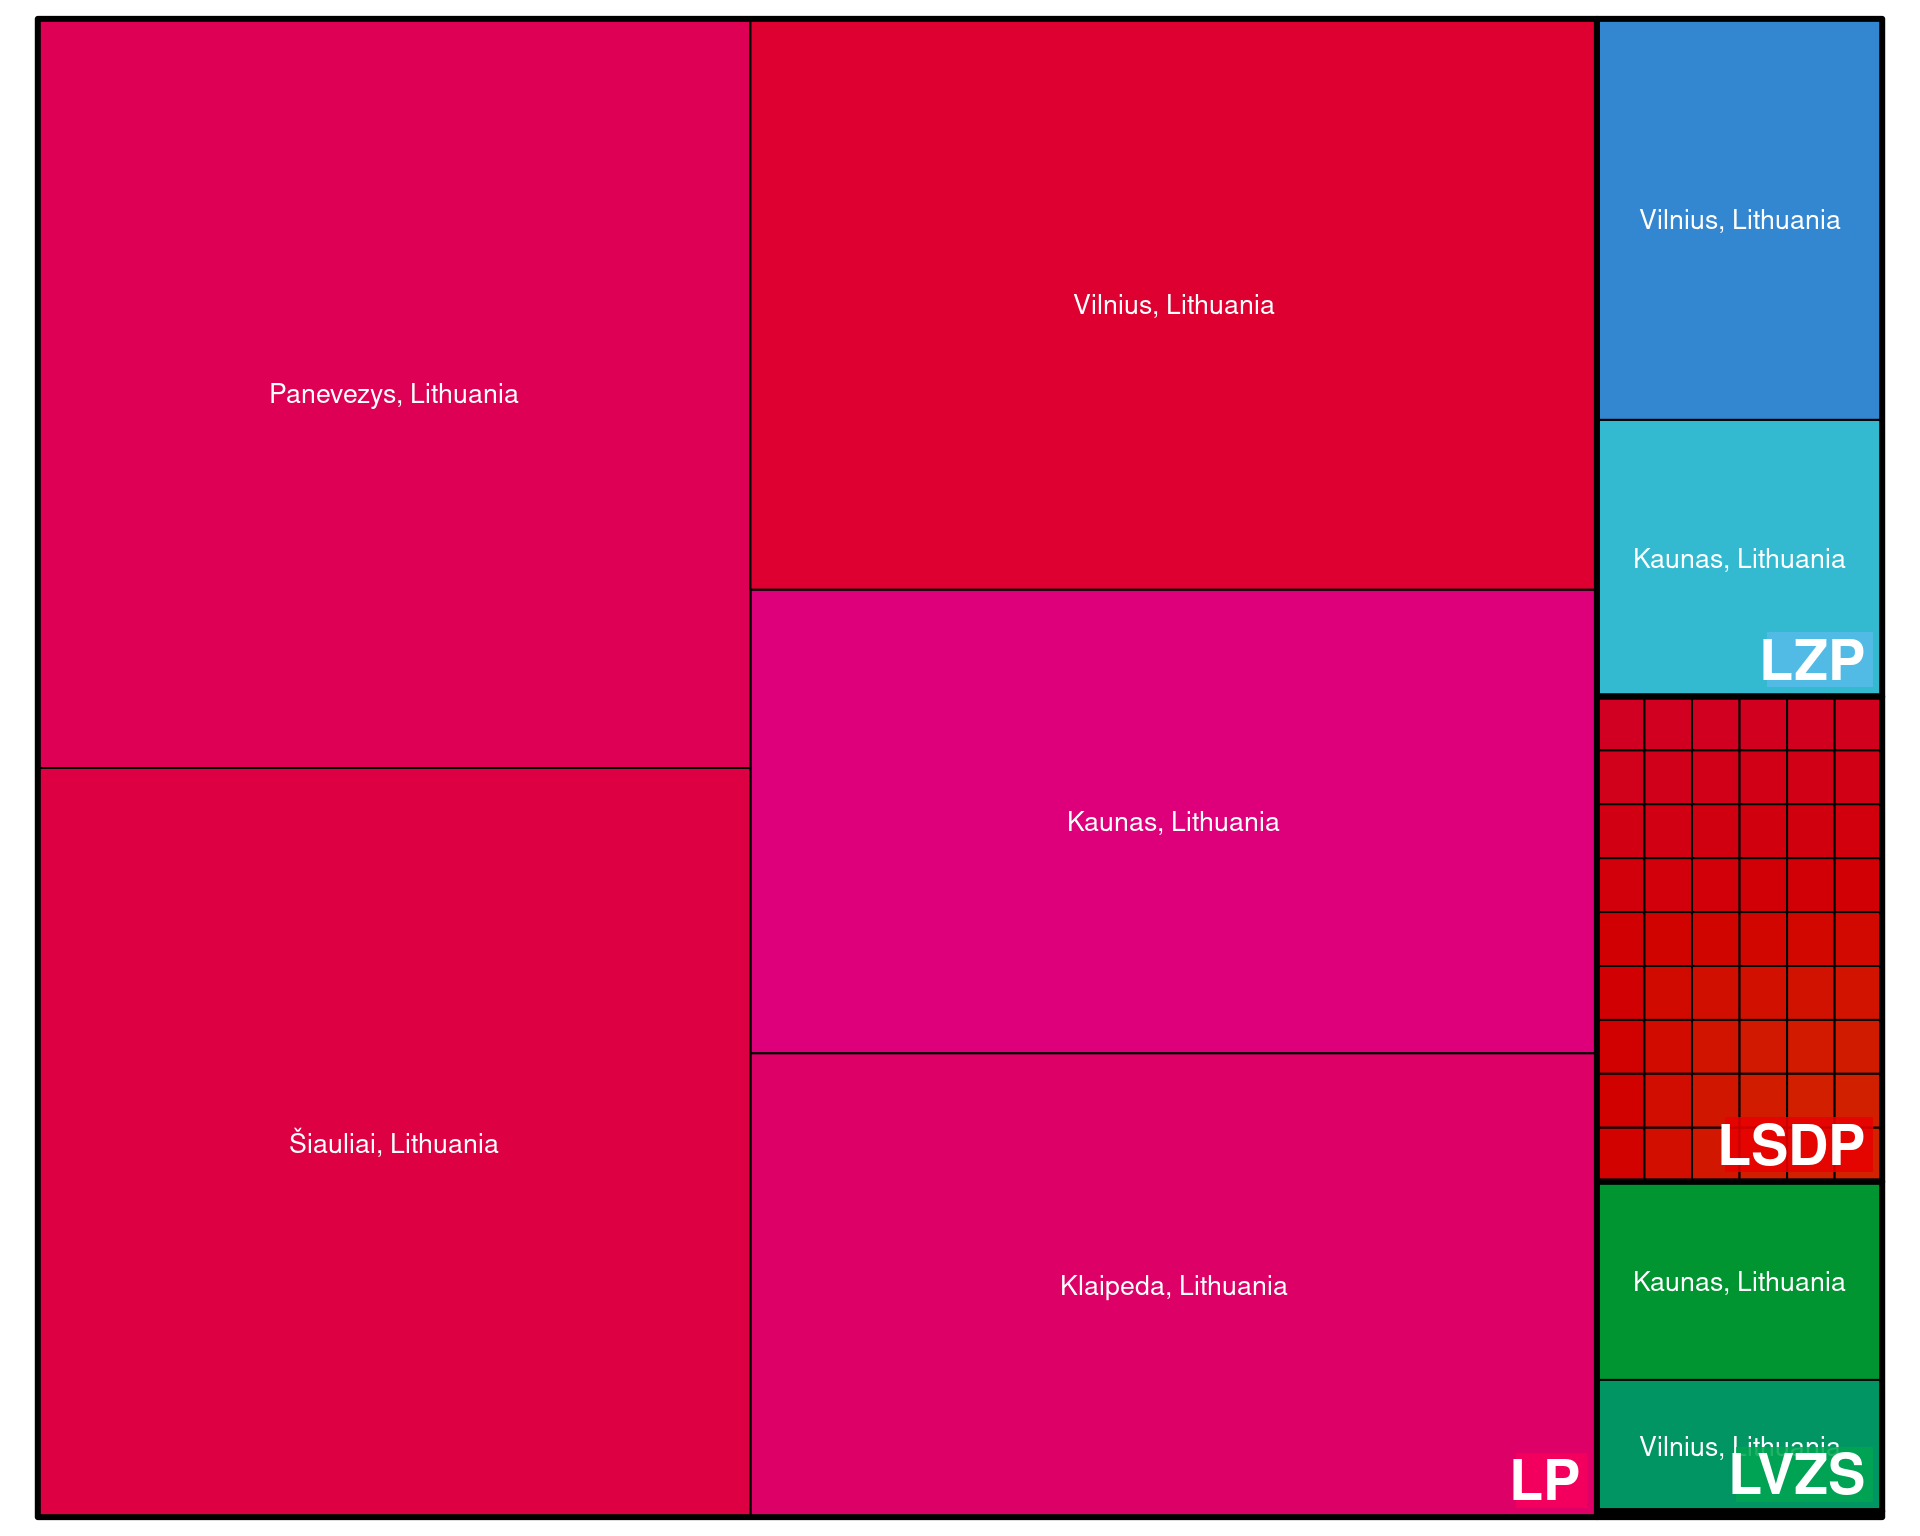 Panevezys, Lithuania
Šiauliai, Lithuania
Vilnius, Lithuania
Kaunas, Lithuania
Klaipeda, Lithuania
LP
Vilnius, Lithuania
Kaunas, Lithuania
LZP
LSDP
Kaunas, Lithuania
Vilnius, Lithuania
LVZS